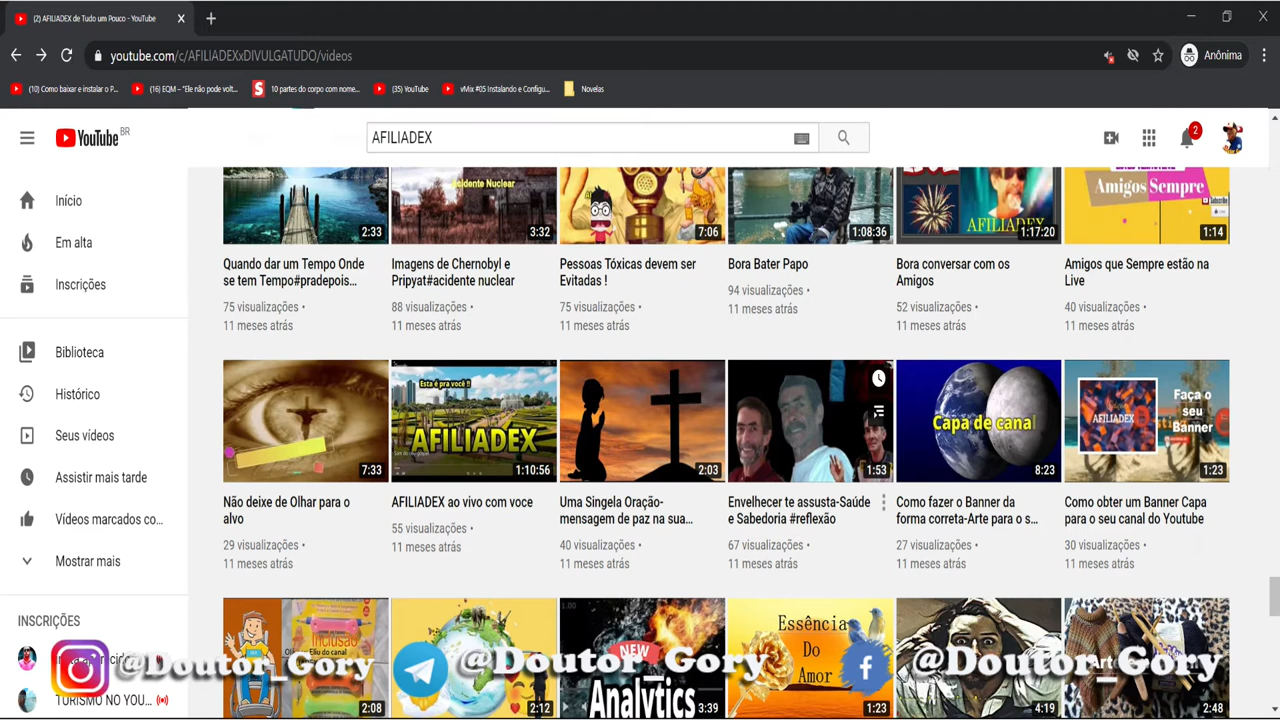 (2) AFILIADEX de Tudo um Pouco - YouTube
youtube.com/c/AFILIADEXxDIVULGATUDO/videos
Anônima
(10) Como baixar e instalar o P...
(16) EQM – "Ele não pode volt...
10 partes do corpo com nome...
(35) YouTube
vMix #05 Instalando e Configu...
Novelas
YouTube BR
AFILIADEX
2
Início
Em alta
Inscrições
Biblioteca
Histórico
Seus vídeos
Assistir mais tarde
Vídeos marcados co...
Mostrar mais
INSCRIÇÕES
TURISMO NO YOU...
2:33
Acidente Nuclear
3:32
7:06
1:08:36
AFILIADEX
1:17:20
Amigos Sempre
Subscribe
1:14
Quando dar um Tempo Onde
se tem Tempo#pradepois...
75 visualizações •
11 meses atrás
Imagens de Chernobyl e
Pripyat#acidente nuclear
88 visualizações •
11 meses atrás
Pessoas Tóxicas devem ser
Evitadas !
75 visualizações •
11 meses atrás
Bora Bater Papo
94 visualizações •
11 meses atrás
Bora conversar com os
Amigos
52 visualizações •
11 meses atrás
Amigos que Sempre estão na
Live
40 visualizações •
11 meses atrás
7:33
Esta é pra você !!
AFILIADEX
1:10:56
2:03
1:53
Capa de canal
8:23
AFILIADEX
Faça o
seu
Banner
1:23
Não deixe de Olhar para o
alvo
29 visualizações •
11 meses atrás
AFILIADEX ao vivo com voce
55 visualizações •
11 meses atrás
Uma Singela Oração-
mensagem de paz na sua...
40 visualizações •
11 meses atrás
Envelhecer te assusta-Saúde
e Sabedoria #reflexão
67 visualizações •
11 meses atrás
Como fazer o Banner da
forma correta-Arte para o s...
27 visualizações •
11 meses atrás
Como obter um Banner Capa
para o seu canal do Youtube
30 visualizações •
11 meses atrás
Inclusão
Eliu do canal
2:08
2:12
1.00
NEW
Analytics
3:39
Essência
Do
Amor
1:23
4:19
2:48
@Doutor_Gory
@Doutor_Gory
@Doutor_Gory